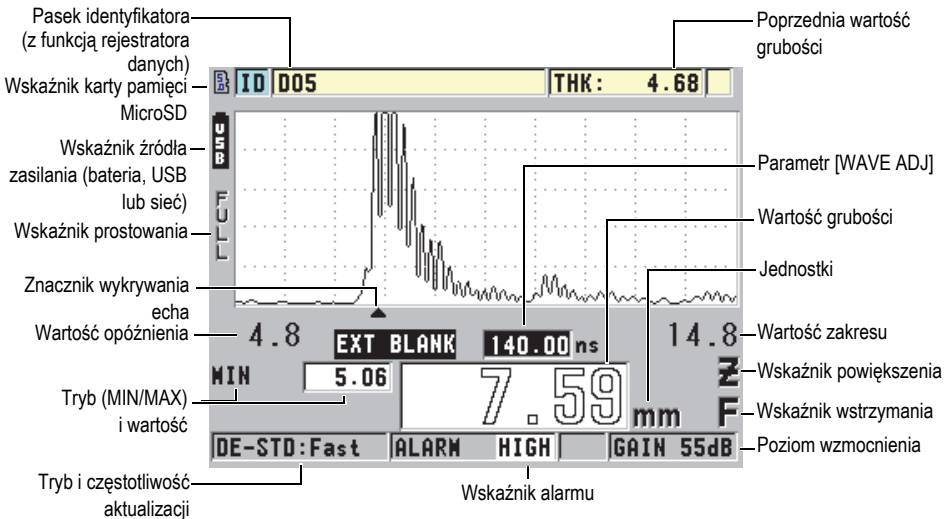 Pasek identyfikatora
(z funkcją rejestratora
danych)
Wskaźnik karty pamięci
MicroSD
Wskaźnik źródła
zasilania (bateria, USB
lub sieć)
Wskaźnik prostowania
Znacznik wykrywania
echa
Wartość opóźnienia
Tryb (MIN/MAX)
i wartość
Tryb i częstotliwość
aktualizacji
ID D05 THK: 4.68
USB
FULL
4.8 EXT BLANK 140.00 ns 14.8
MIN 5.06 7.59 mm Z
F
DE-STD:Fast ALARM HIGH GAIN 55dB
Wskaźnik alarmu
Poprzednia wartość
grubości
Parametr [WAVE ADJ]
Wartość grubości
Jednostki
Wartość zakresu
Wskaźnik powiększenia
Wskaźnik wstrzymania
Poziom wzmocnienia